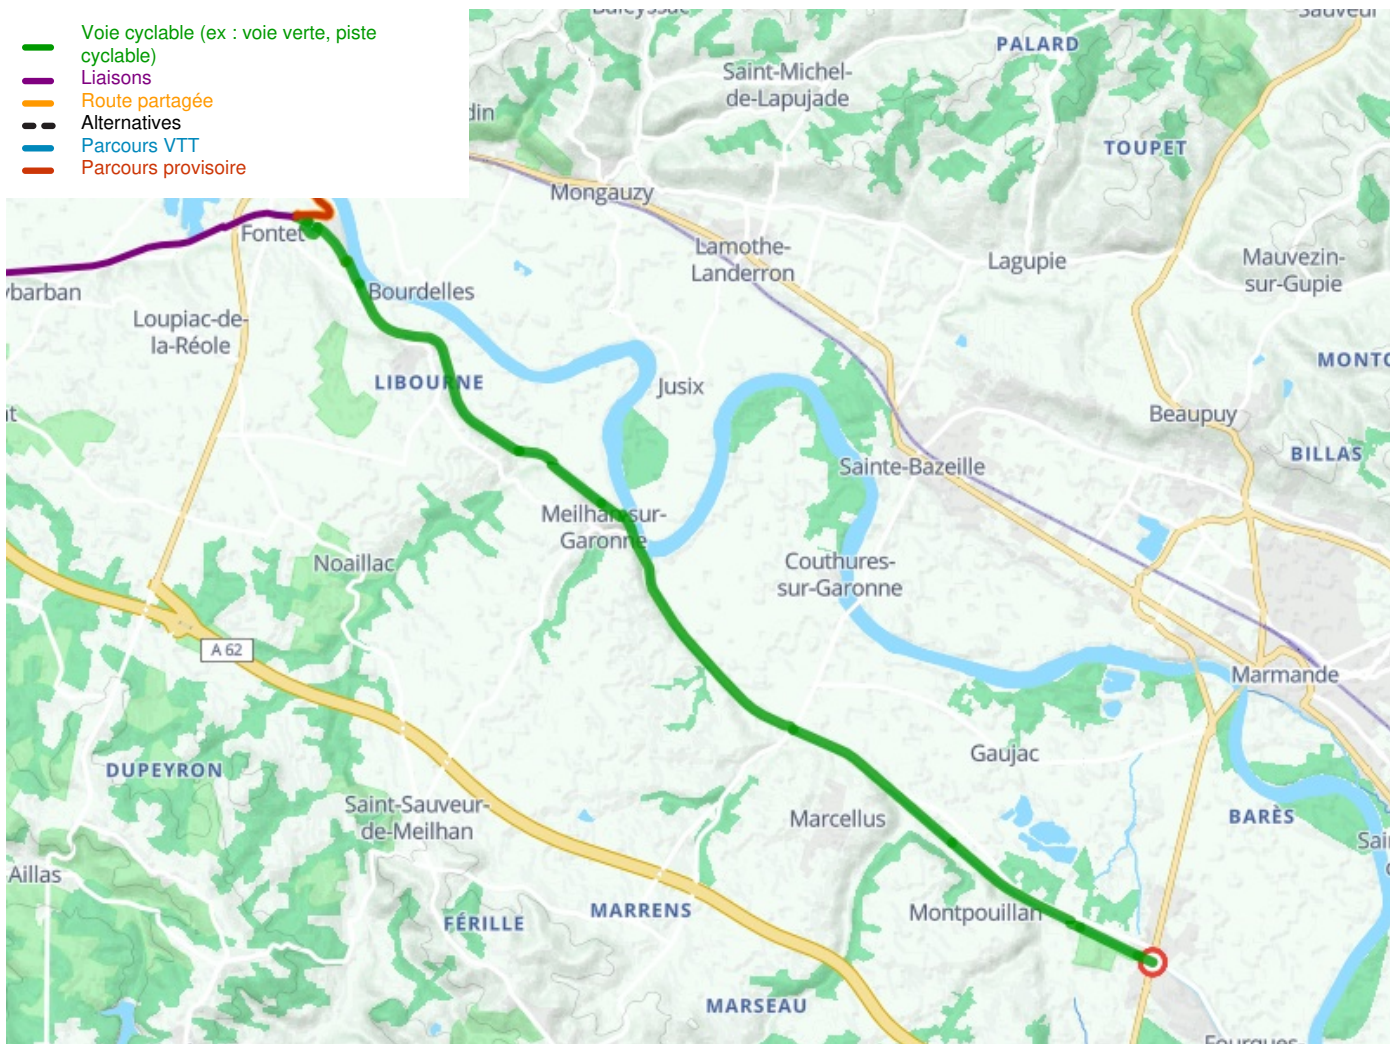 Voie cyclable (ex : voie verte, piste
cyclable)
Liaisons
Route partagée
Alternatives
Parcours VTT
Parcours provisoire
PALARD
Saint-Michel-
de-Lapujade
TOUPET
Mongauzy
Fontet
Lamothe-
Landerron
Lagupie
Mauvezin-
sur-Gupie
ybarban
Bourdelles
Loupiac-de-
la-Réole
LIBOURNE
Jusix
Beaupuy
BILLAS
Sainte-Bazeille
Meilhan-sur-
Garonne
Noaillac
Couthures-
sur-Garonne
A 62
Marmande
Gaujac
DUPEYRON
Saint-Sauveur-
de-Meilhan
Marcellus
BARÈS
Aillas
MARRENS
Montpouillan
FÉRILLE
MARSEAU